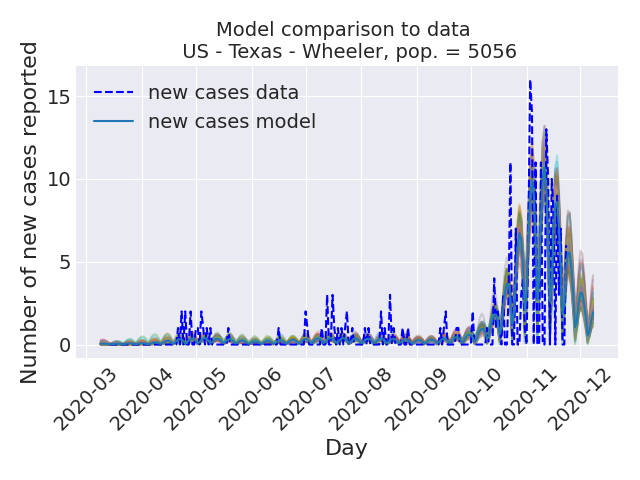 Model comparison to data
US - Texas - Wheeler, pop. = 5056
Number of new cases reported
15
10
5
0
new cases data
new cases model
2020-03
2020-04
2020-05
2020-06
2020-07
2020-08
2020-09
2020-10
2020-11
2020-12
Day